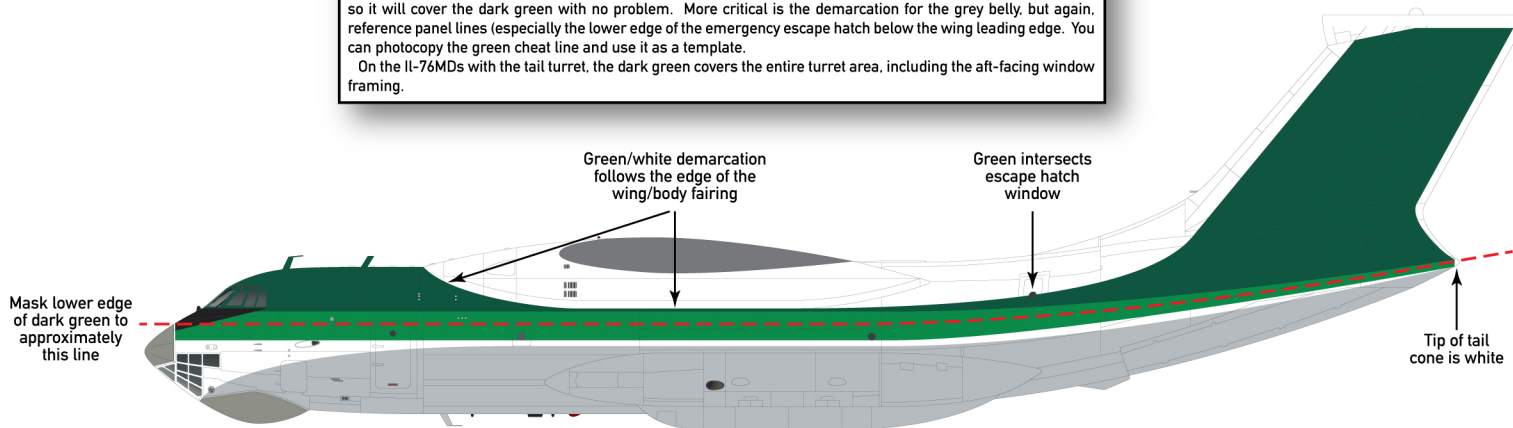 so it will cover the dark green with no problem.  More critical is the demarcation for the grey belly, but again,
reference panel lines (especially the lower edge of the emergency escape hatch below the wing leading edge.  You
can photocopy the green cheat line and use it as a template.
On the Il-76MDs with the tail turret, the dark green covers the entire turret area, including the aft-facing window
framing.
Green/white demarcation
follows the edge of the
wing/body fairing
Green intersects
escape hatch
window
Mask lower edge
of dark green to
approximately
this line
Tip of tail
cone is white